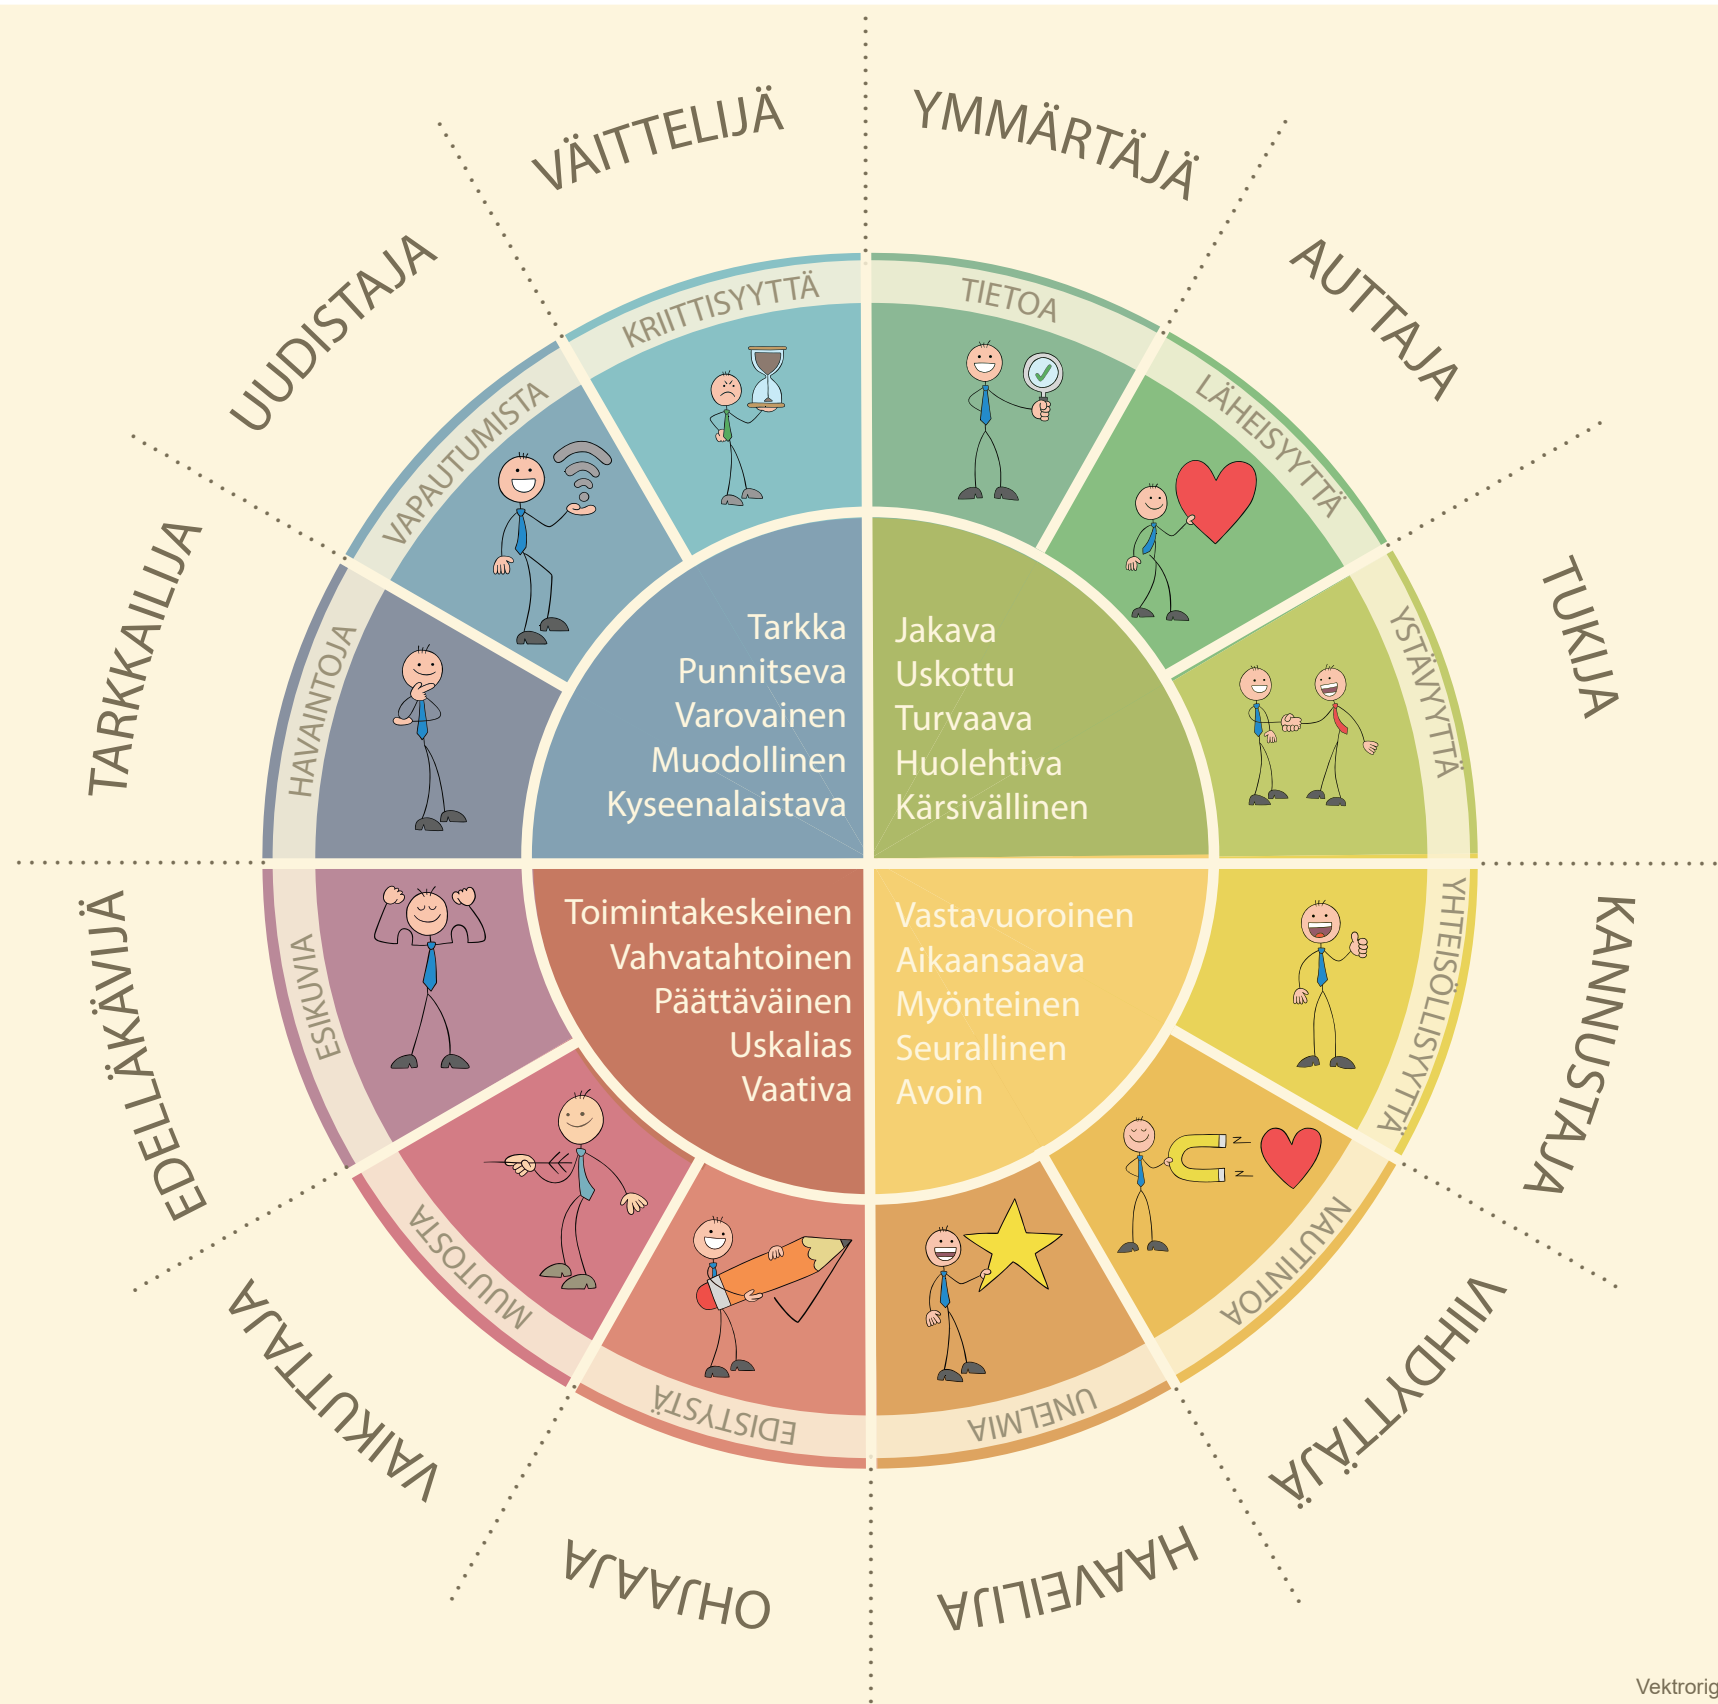 VÄITTELIJÄ
YMMÄRTÄJÄ
AUTTAJA
TUKIJA
KANNUSTAJA
VIIHDYTTÄJÄ
HAAVEILIJA
OHJAAJA
VAIKUTTAJA
EDELLÄKÄVIJÄ
TARKKAILIJA
UUDISTAJA
KRIITTISYYTTÄ
TIETOA
LÄHEISYYTTÄ
YSTÄVYYTTÄ
YHTEISÖLLISYYTTÄ
NAUTINTOA
UNELMIA
EDISTYSTÄ
MUUTOSTA
ESIKUVIA
HAVAINTOJA
VAPAUTUMISTA
Tarkka
Punnitseva
Varovainen
Muodollinen
Kyseenalaistava
Jakava
Uskottu
Turvaava
Huolehtiva
Kärsivällinen
Toimintakeskeinen
Vahvatahtoinen
Päättäväinen
Uskalias
Vaativa
Vastavuoroinen
Aikaansaava
Myönteinen
Seurallinen
Avoin
Vektrorig